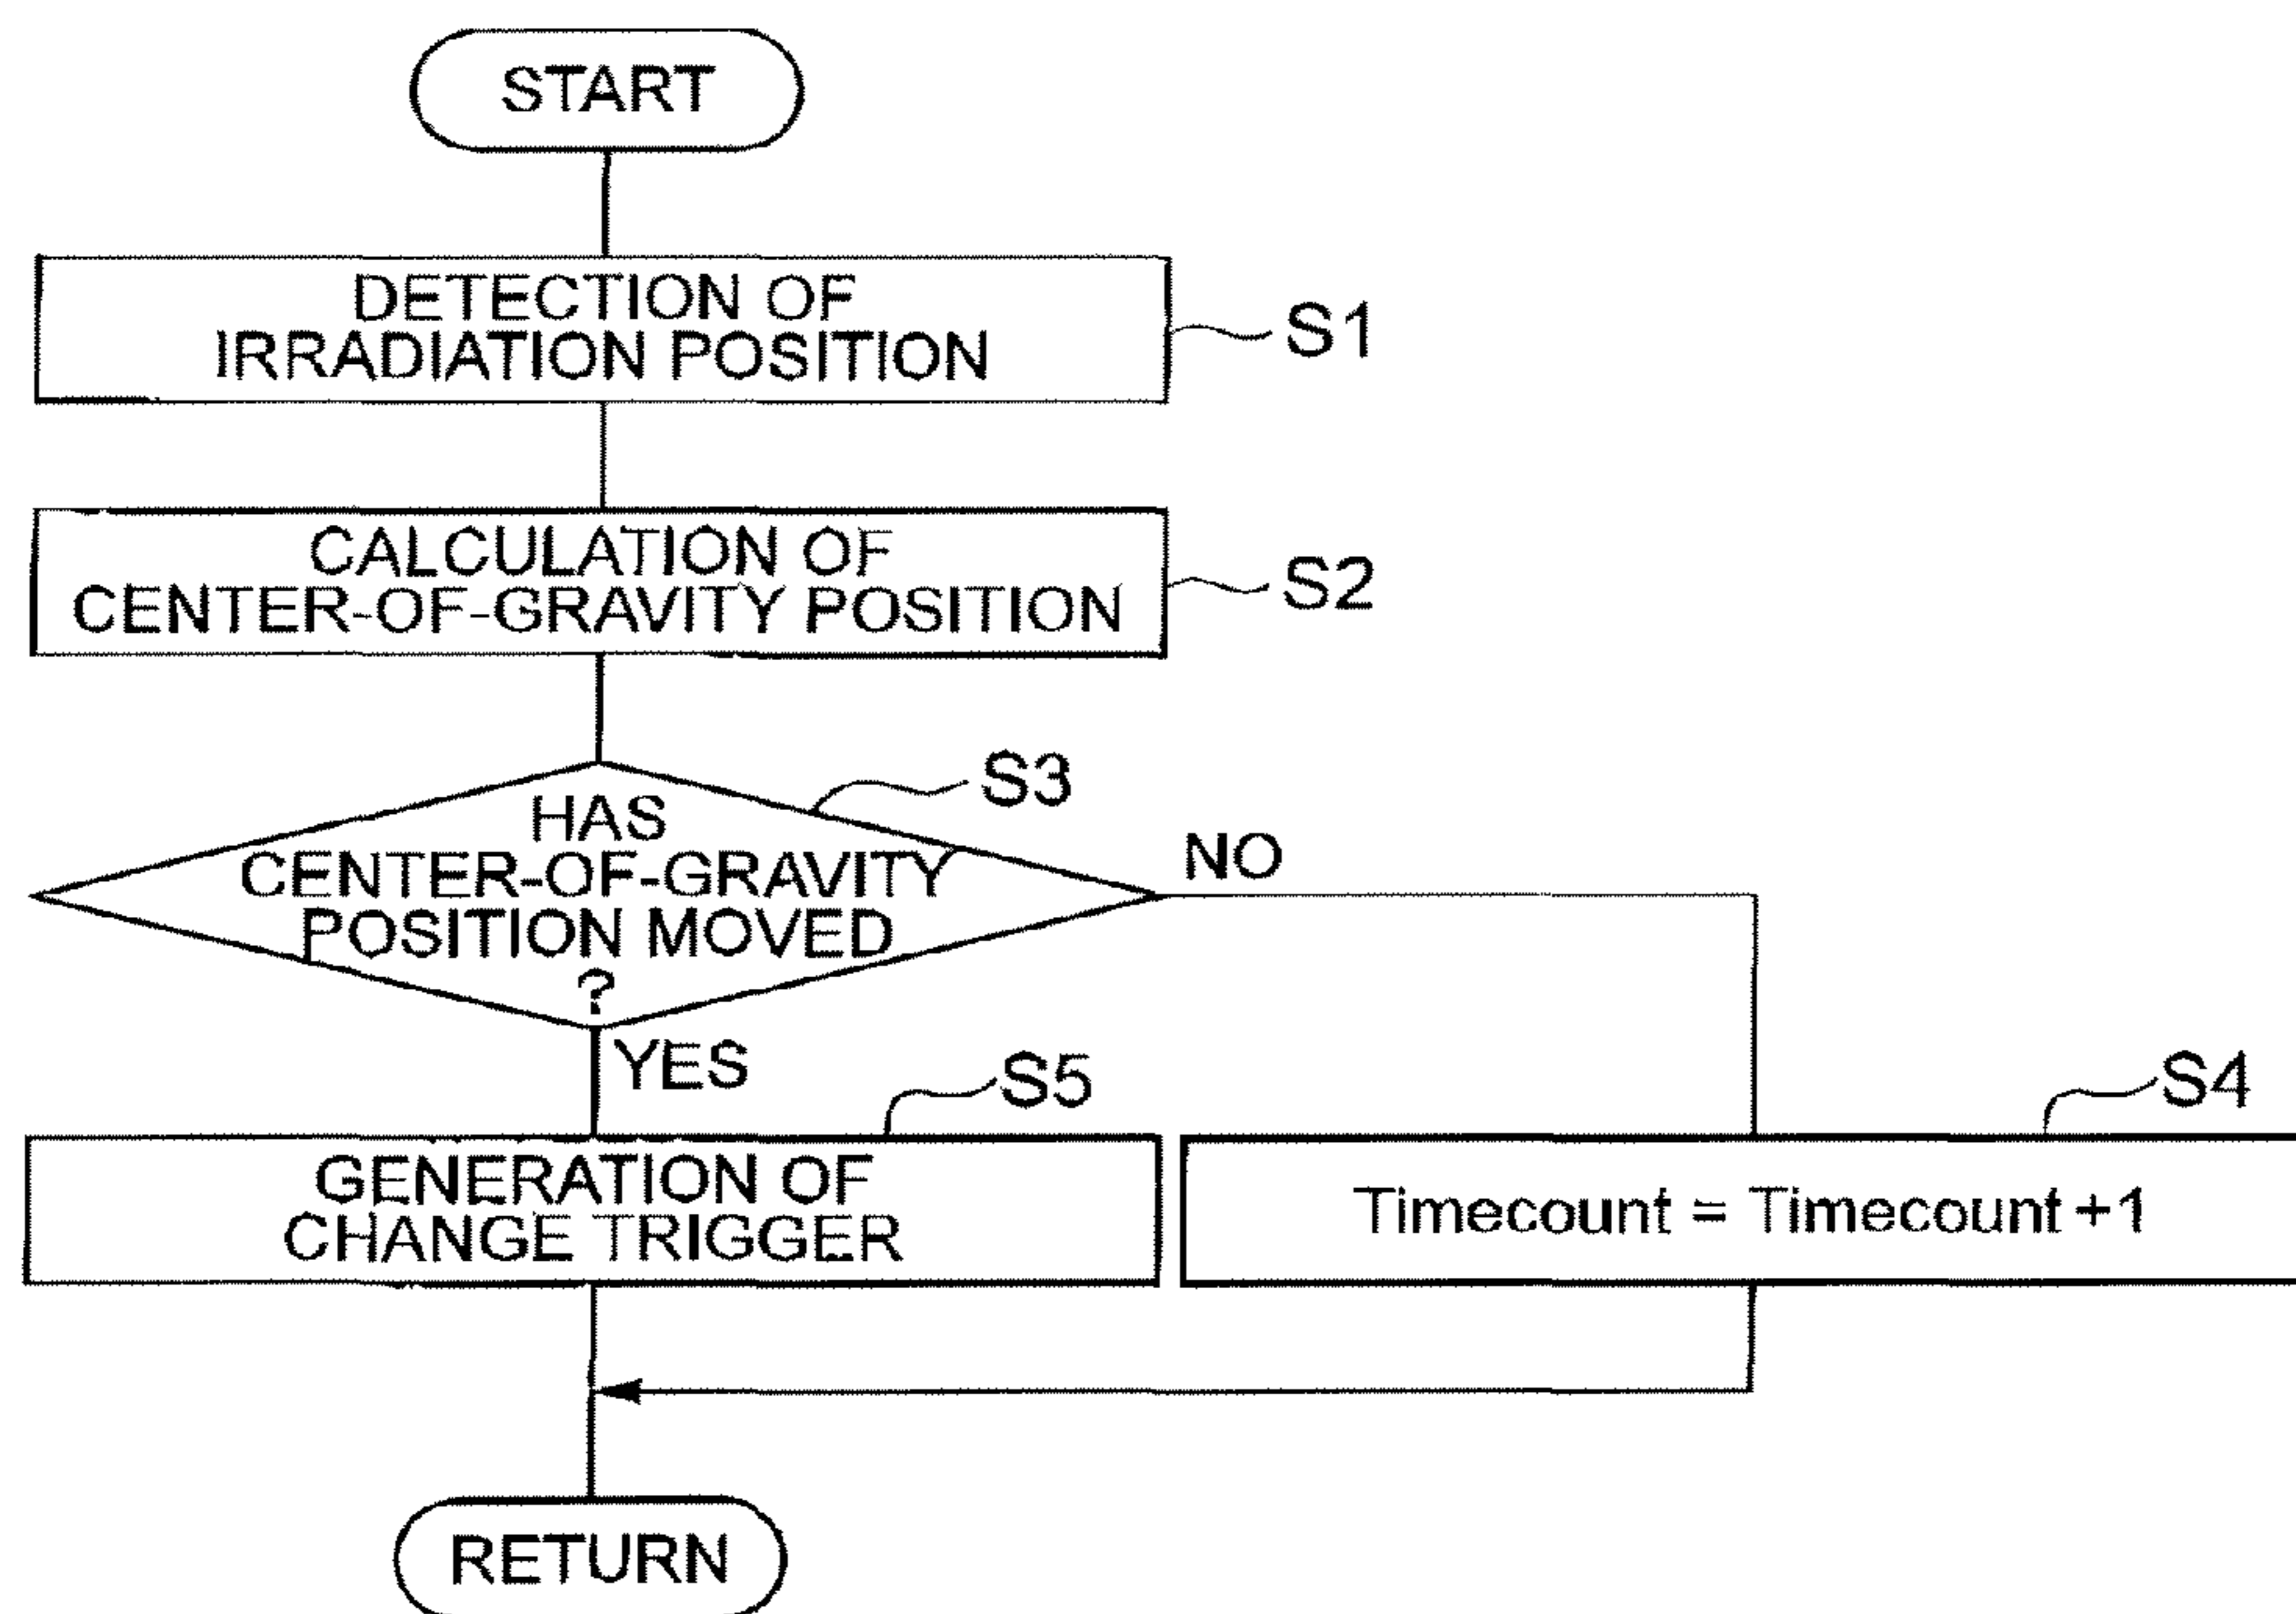 START
DETECTION OF
IRRADIATION POSITION
S1
CALCULATION OF
CENTER-OF-GRAVITY POSITION
S2
S3
HAS
CENTER-OF-GRAVITY
POSITION MOVED
?
NO
YES
S5
S4
GENERATION OF
CHANGE TRIGGER
Timecount = Timecount +1
RETURN